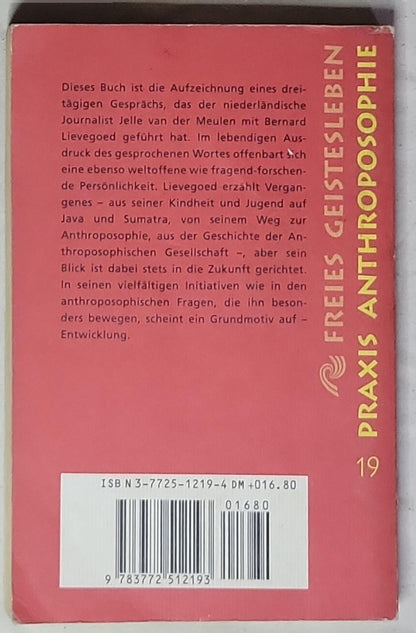 Dieses Buch ist die Aufzeichnung eines drei-
tägigen Gesprächs, das der niederländische
Journalist Jelle van der Meulen mit Bernard
Lievegoed geführt hat. Im lebendigen Aus-
druck des gesprochenen Wortes offenbart sich
eine ebenso weltoffene wie fragend-forschen-
de Persönlichkeit. Lievegoed erzählt Vergan-
genes – aus seiner Kindheit und Jugend auf
Java und Sumatra, von seinem Weg zur
Anthroposophie, aus der Geschichte der An-
throposophischen Gesellschaft –, aber sein
Blick ist dabei stets in die Zukunft gerichtet.
In seinen vielfältigen Initiativen wie in den
anthroposophischen Fragen, die ihn beson-
ders bewegen, scheint ein Grundmotiv auf –
Entwicklung.
FREIES GEISTESLEBEN
19 PRAXIS ANTHROPOSOPHIE
ISBN 3-7725-1219-4 DM +016.80
01680
9 783772 512193